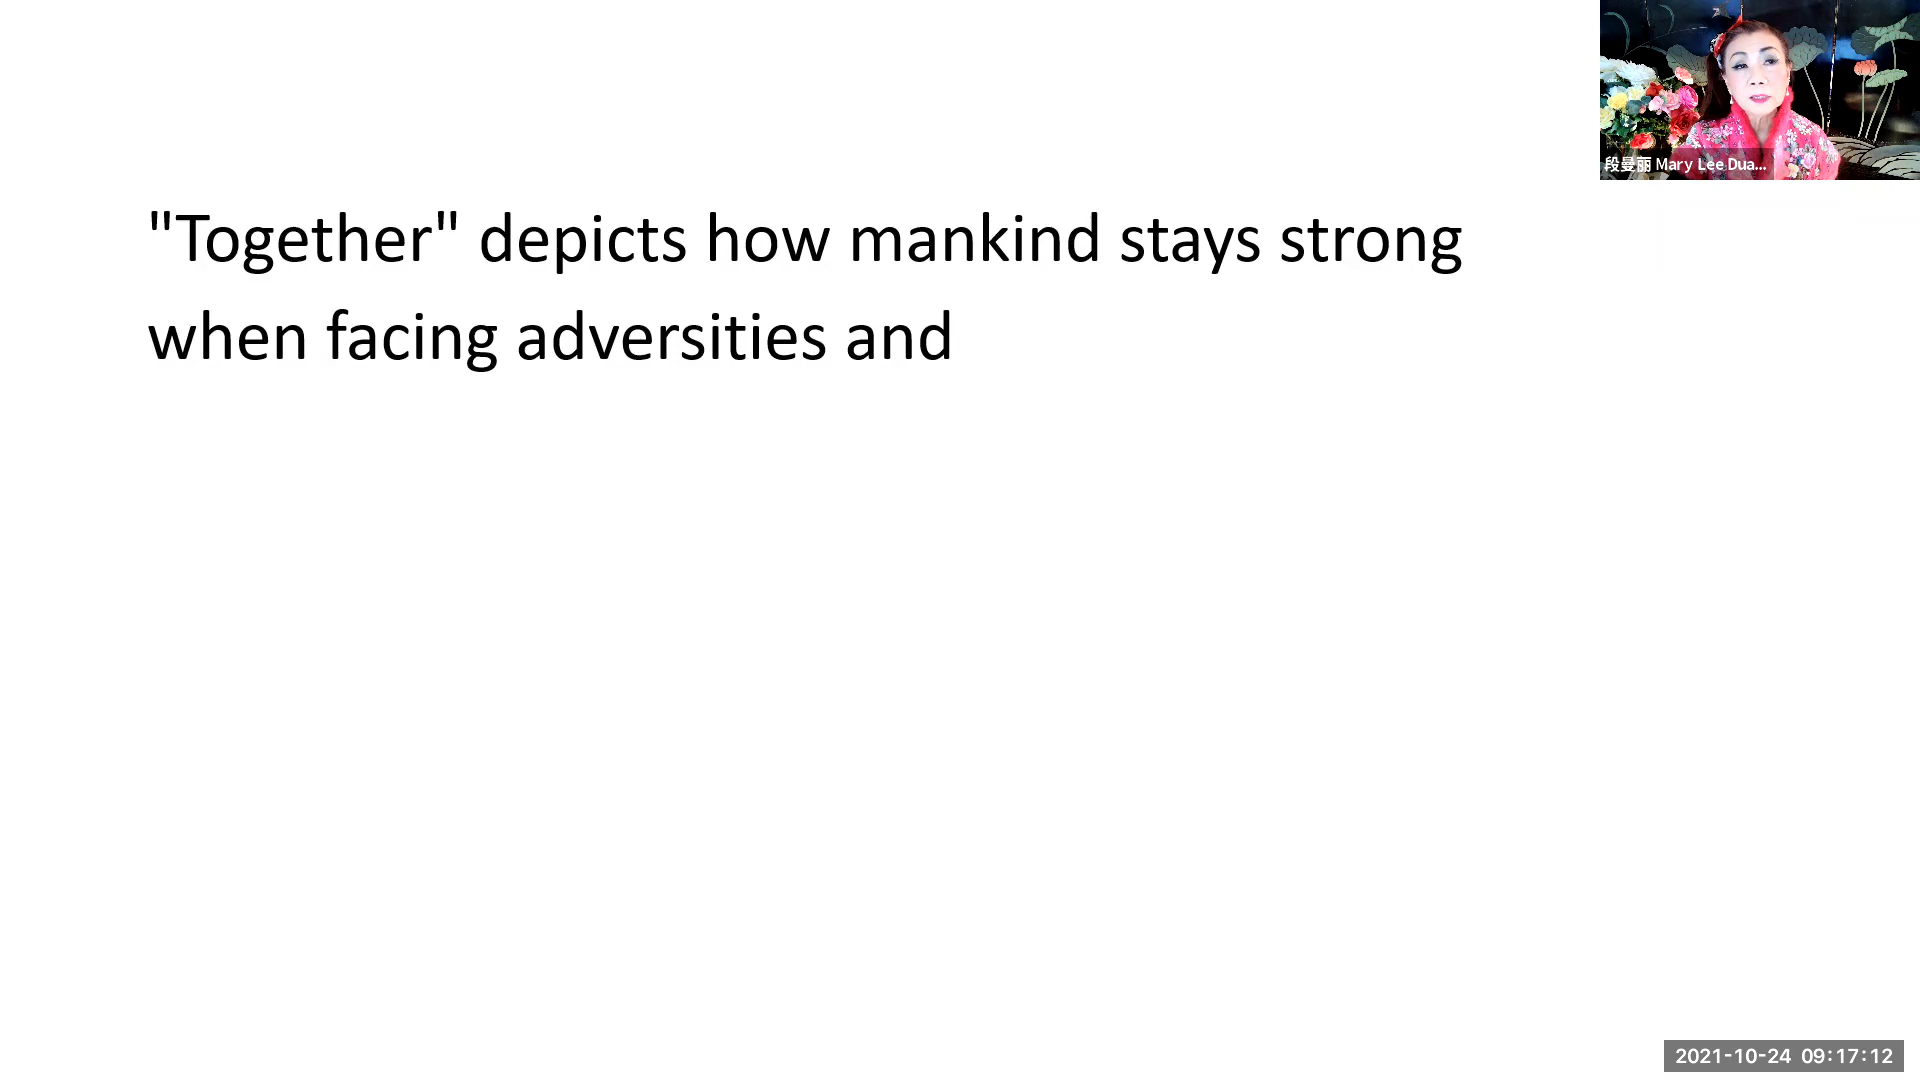 "Together" depicts how mankind stays strong
when facing adversities and
段曼丽 Mary Lee Dua...
2021-10-24 09:17:12